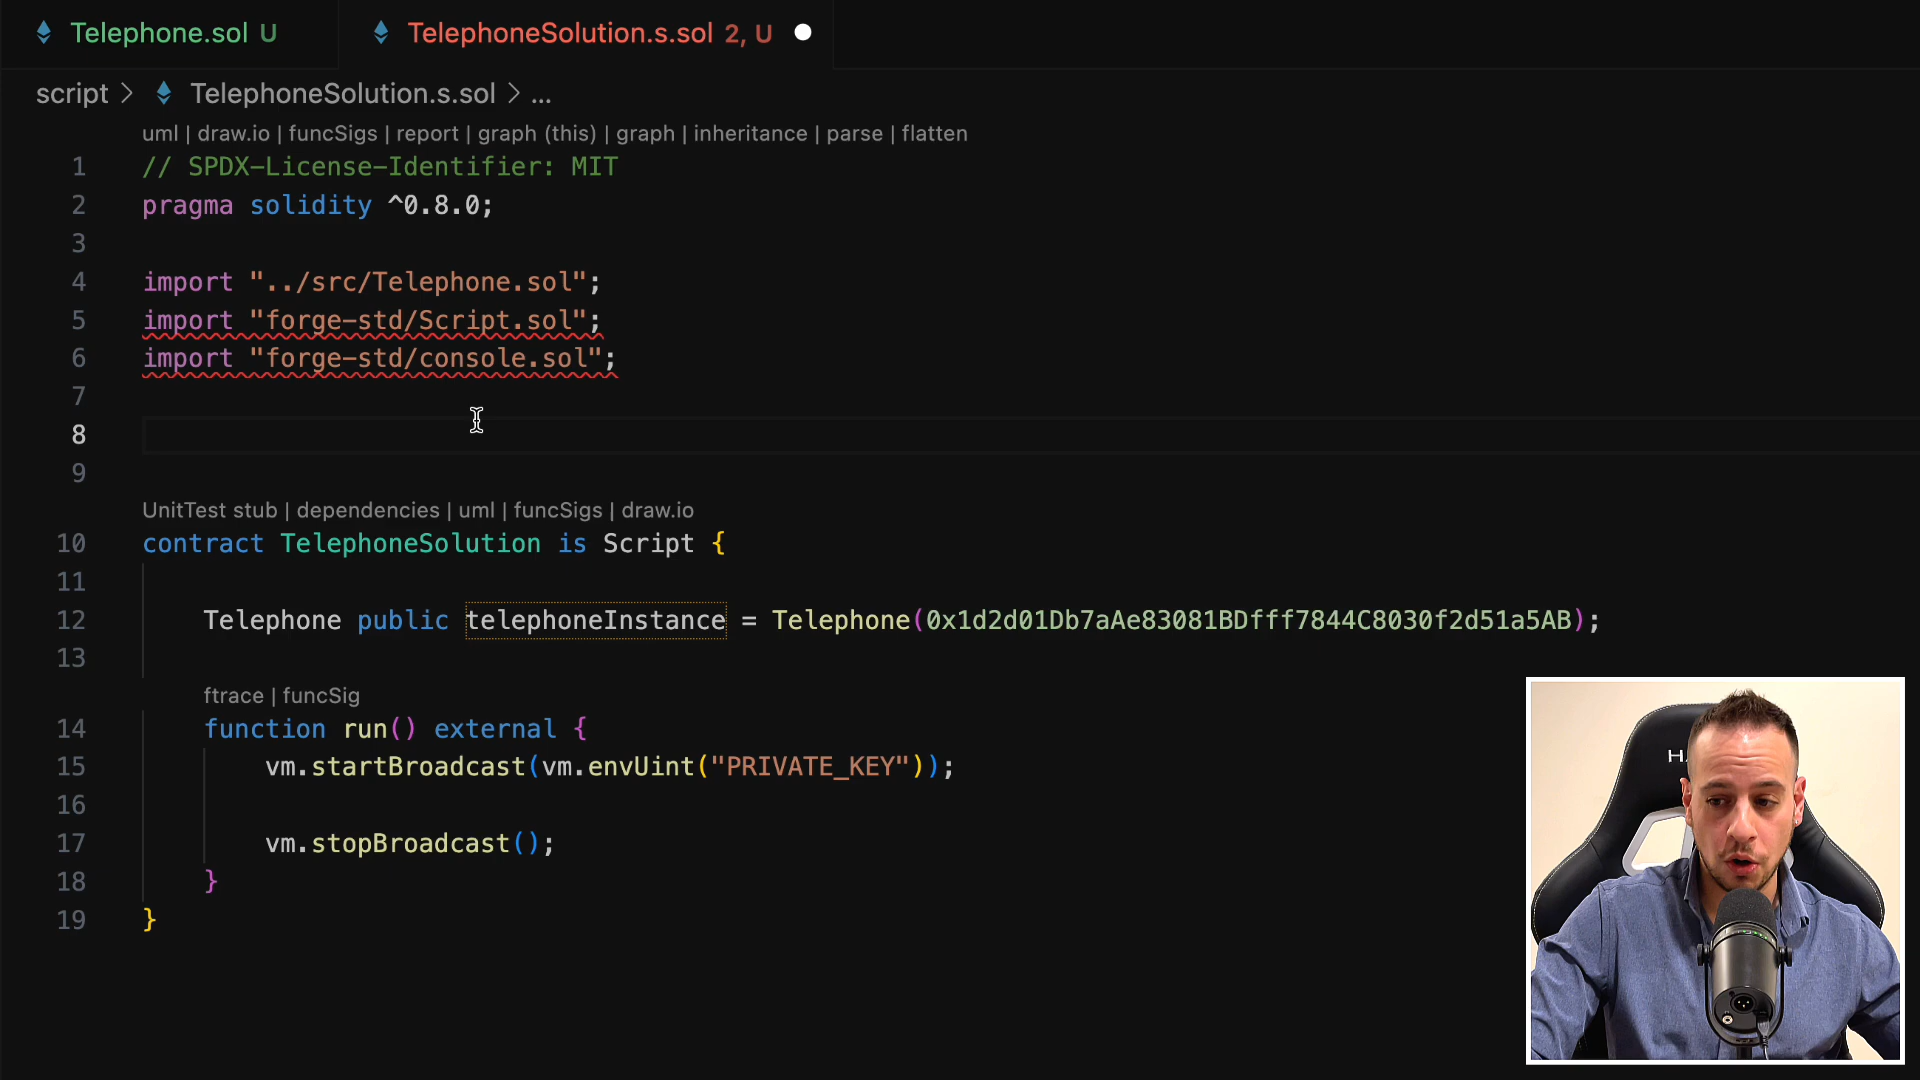 Telephone.sol U
TelephoneSolution.s.sol 2, U
script > TelephoneSolution.s.sol > ...
uml | draw.io | funcSigs | report | graph (this) | graph | inheritance | parse | flatten
1 // SPDX-License-Identifier: MIT
2 pragma solidity ^0.8.0;
3
4 import "../src/Telephone.sol";
5 import "forge-std/Script.sol";
6 import "forge-std/console.sol";
7
8
9
UnitTest stub | dependencies | uml | funcSigs | draw.io
10 contract TelephoneSolution is Script {
11
12 Telephone public telephoneInstance = Telephone(0x1d2d01Db7aAe83081BDfff7844C8030f2d51a5AB);
13
ftrace | funcSig
14 function run() external {
15 vm.startBroadcast(vm.envUint("PRIVATE_KEY"));
16
17 vm.stopBroadcast();
18 }
19 }